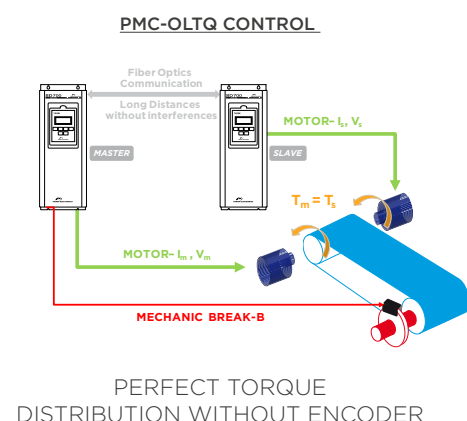 PMC-OLTQ CONTROL
Fiber Optics
Communication
Long Distances
without interferences
MASTER
SLAVE
MOTOR– Is, Vs
Tm = Ts
MOTOR– Im , Vm
MECHANIC BREAK-B
PERFECT TORQUE
DISTRIBUTION WITHOUT ENCODER